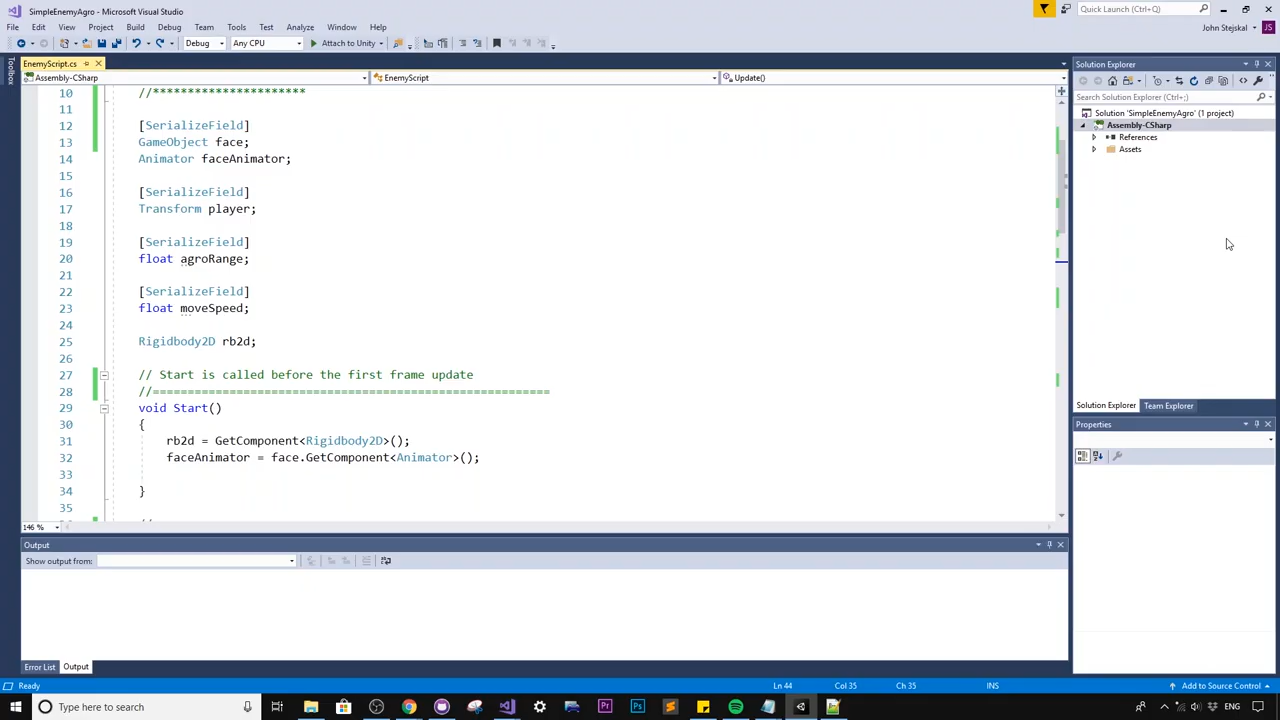 SimpleEnemyAgro - Microsoft Visual Studio
Quick Launch (Ctrl+Q)
File Edit View Project Build Debug Team Tools Test Analyze Window Help
John Stejskal JS
Debug Any CPU Attach to Unity
Toolbox
EnemyScript.cs
Assembly-CSharp EnemyScript Update()
10 //**********************
11
12 [SerializeField]
13 GameObject face;
14 Animator faceAnimator;
15
16 [SerializeField]
17 Transform player;
18
19 [SerializeField]
20 float agroRange;
21
22 [SerializeField]
23 float moveSpeed;
24
25 Rigidbody2D rb2d;
26
27 // Start is called before the first frame update
28 //=========================================================
29 void Start()
30 {
31 rb2d = GetComponent<Rigidbody2D>();
32 faceAnimator = face.GetComponent<Animator>();
33
34 }
35
146 %
Solution Explorer
Search Solution Explorer (Ctrl+;)
Solution 'SimpleEnemyAgro' (1 project)
Assembly-CSharp
References
Assets
Solution Explorer Team Explorer
Properties
Output
Show output from:
Error List Output
Ready Ln 44 Col 35 Ch 35 INS Add to Source Control
Type here to search
Pr Ps ENG